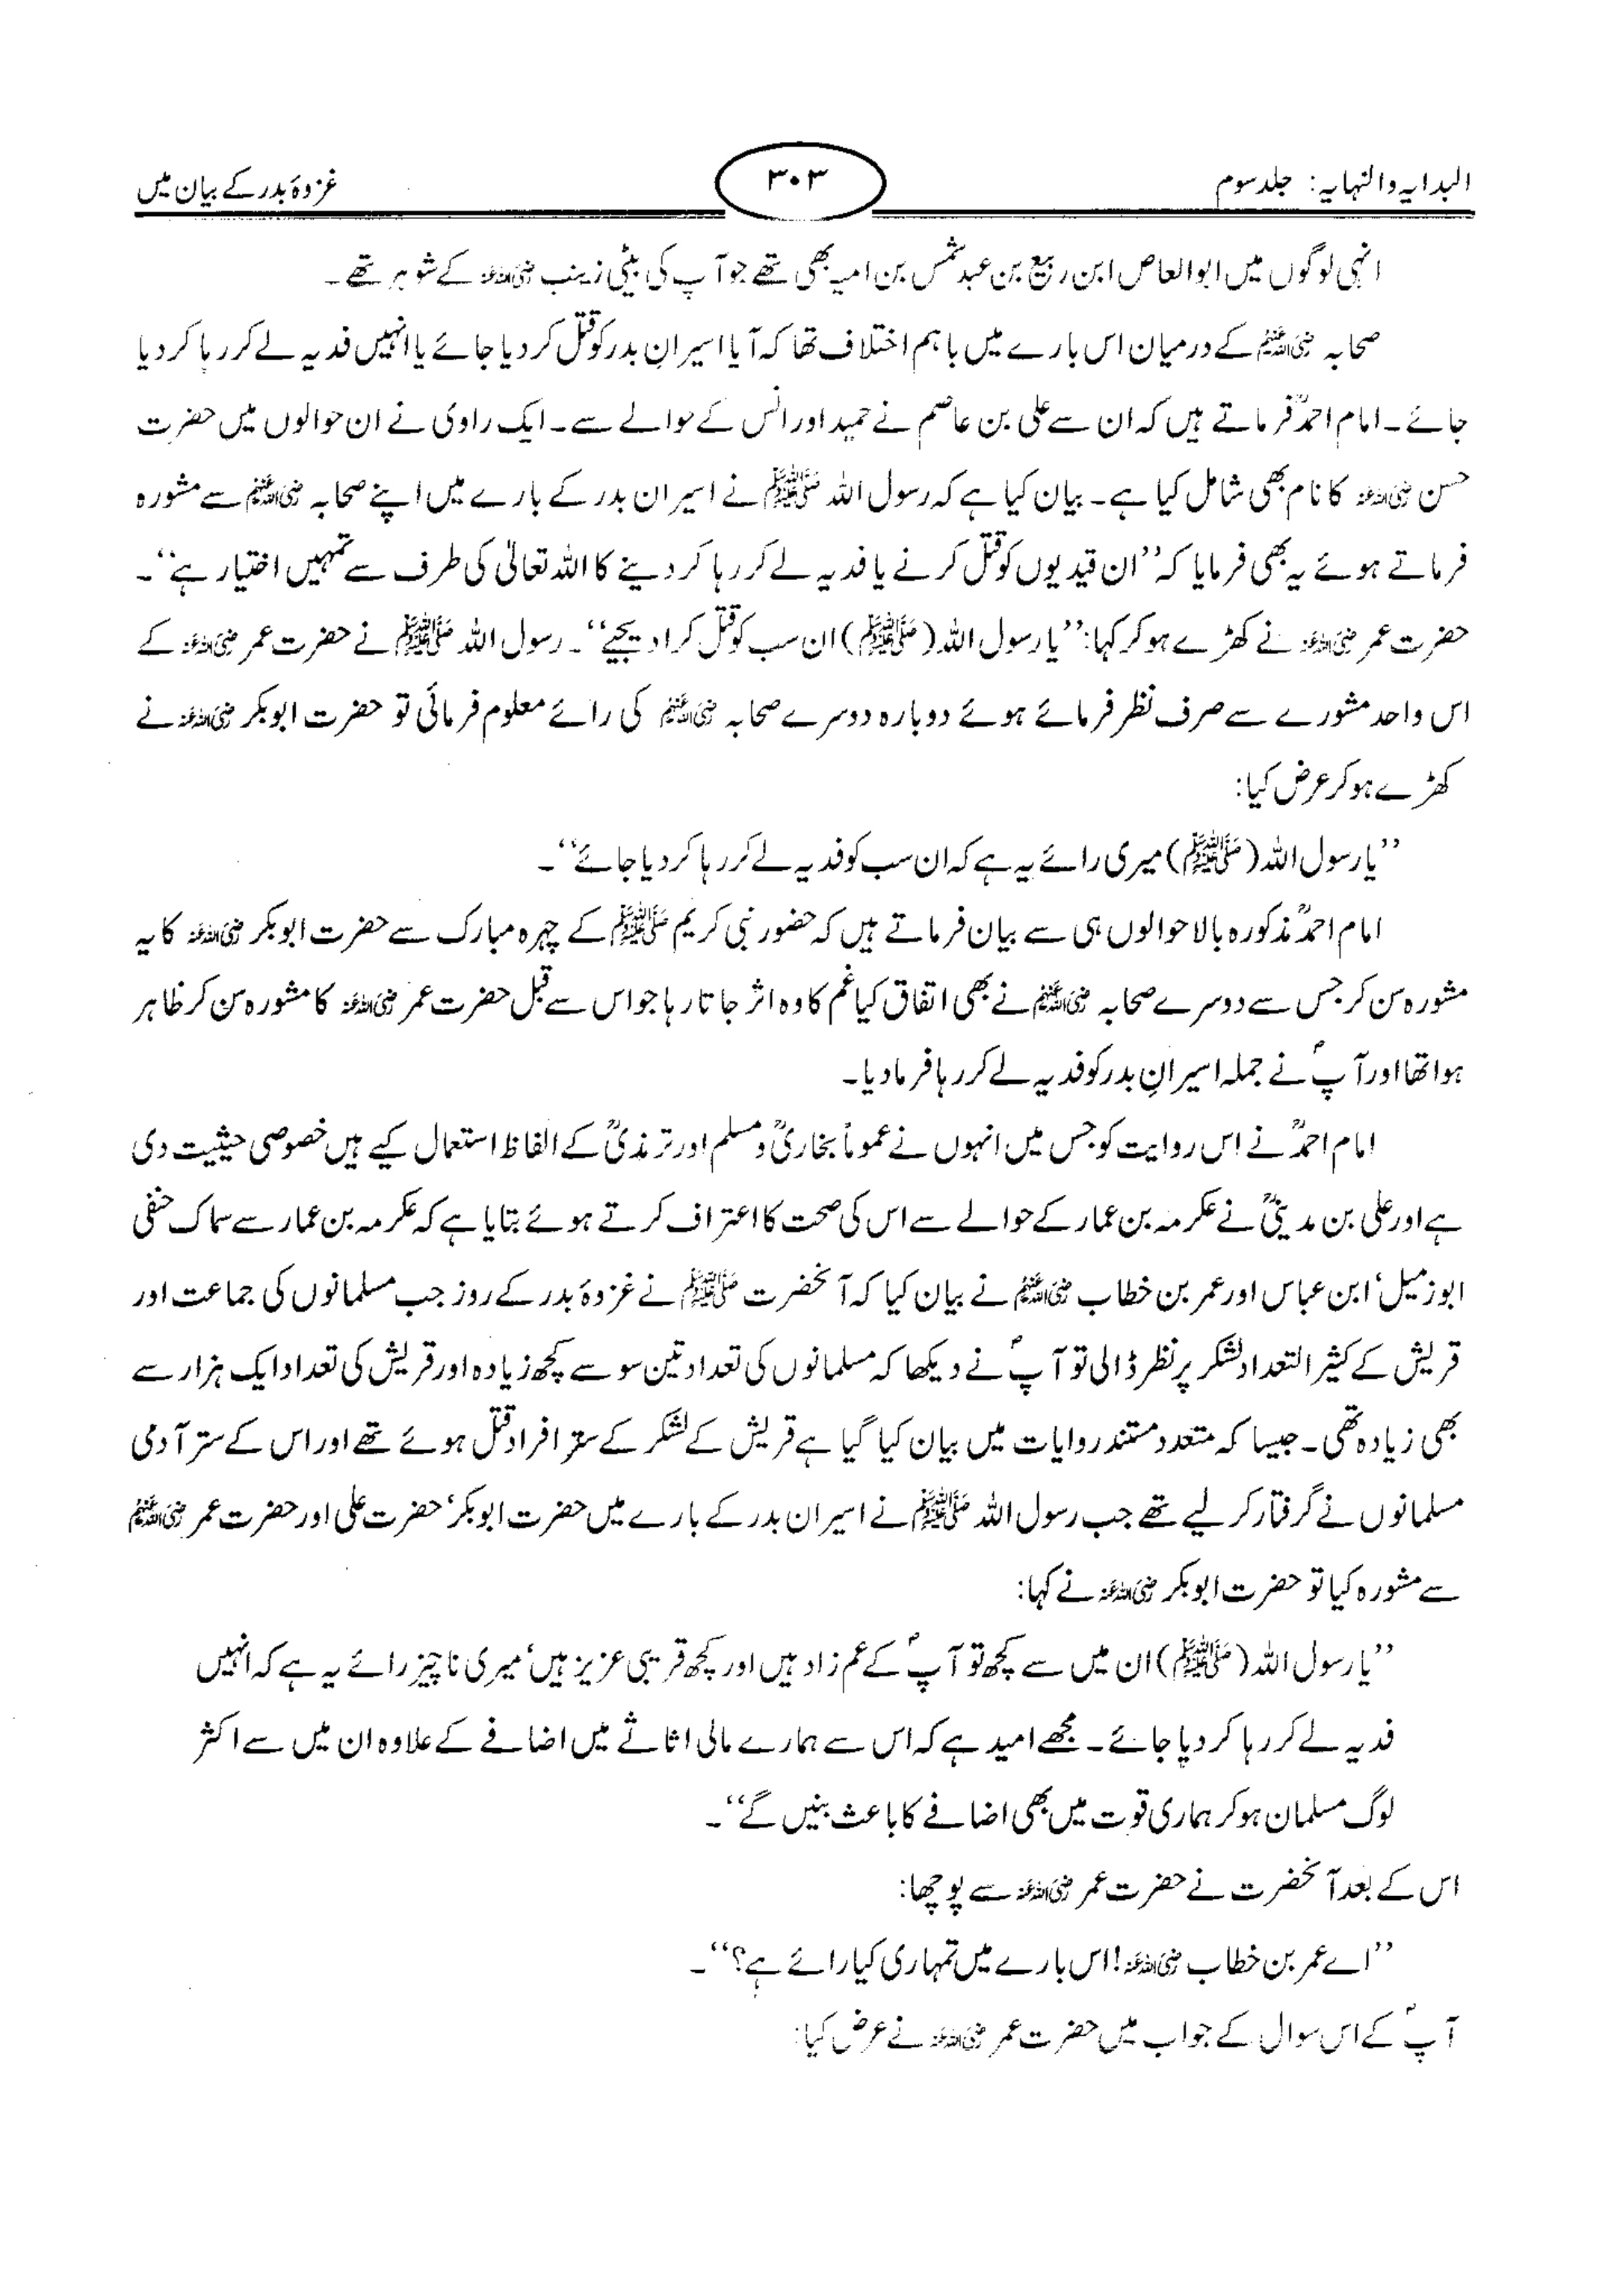 البدایہ والنہایہ: جلد سوم
۳۰۳
غزوۂ بدر کے بیان میں
انہی لوگوں میں ابوالعاص ابن ربیع بن عبد شمس بن امیہ بھی تھے جو آپ کی بیٹی زینب رضی اللہ عنہا کے شوہر تھے۔
صحابہ رضی اللہ عنہم کے درمیان اس بارے میں باہم اختلاف تھا کہ آیا اسیرانِ بدر کو قتل کر دیا جائے یا انہیں فدیہ لے کر رہا کر دیا
جائے۔ امام احمدؒ فرماتے ہیں کہ ان سے علی بن عاصم نے حمید اور انس کے حوالے سے۔ ایک راوی نے ان حوالوں میں حضرت
حسن رضی اللہ عنہ کا نام بھی شامل کیا ہے۔ بیان کیا ہے کہ رسول اللہ ﷺ نے اسیران بدر کے بارے میں اپنے صحابہ رضی اللہ عنہم سے مشورہ
فرماتے ہوئے یہ بھی فرمایا کہ ’’ان قیدیوں کو قتل کرنے یا فدیہ لے کر رہا کر دینے کا اللہ تعالیٰ کی طرف سے تمہیں اختیار ہے‘‘۔
حضرت عمر رضی اللہ عنہ نے کھڑے ہو کر کہا: ’’یا رسول اللہ (ﷺ) ان سب کو قتل کرا دیجیے‘‘۔ رسول اللہ ﷺ نے حضرت عمر رضی اللہ عنہ کے
اس واحد مشورے سے صرف نظر فرمائے ہوئے دوبارہ دوسرے صحابہ رضی اللہ عنہم کی رائے معلوم فرمائی تو حضرت ابوبکر رضی اللہ عنہ نے
کھڑے ہو کر عرض کیا:
’’یا رسول اللہ (ﷺ) میری رائے یہ ہے کہ ان سب کو فدیہ لے کر رہا کر دیا جائے‘‘۔
امام احمدؒ مذکورہ بالا حوالوں ہی سے بیان فرماتے ہیں کہ حضور نبی کریم ﷺ کے چہرہ مبارک سے حضرت ابوبکر رضی اللہ عنہ کا یہ
مشورہ سن کر جس سے دوسرے صحابہ رضی اللہ عنہم نے بھی اتفاق کیا غم کا وہ اثر جاتا رہا جو اس سے قبل حضرت عمر رضی اللہ عنہ کا مشورہ سن کر ظاہر
ہوا تھا اور آپؐ نے جملہ اسیرانِ بدر کو فدیہ لے کر رہا فرما دیا۔
امام احمدؒ نے اس روایت کو جس میں انہوں نے عموماً بخاریؒ و مسلم اور ترمذیؒ کے الفاظ استعمال کیے ہیں خصوصی حیثیت دی
ہے اور علی بن مدینیؒ نے عکرمہ بن عمار کے حوالے سے اس کی صحت کا اعتراف کرتے ہوئے بتایا ہے کہ عکرمہ بن عمار سے سماک حنفی
ابوزمیل‘ ابن عباس اور عمر بن خطاب رضی اللہ عنہم نے بیان کیا کہ آنحضرت ﷺ نے غزوۂ بدر کے روز جب مسلمانوں کی جماعت اور
قریش کے کثیر التعداد لشکر پر نظر ڈالی تو آپؐ نے دیکھا کہ مسلمانوں کی تعداد تین سو سے کچھ زیادہ اور قریش کی تعداد ایک ہزار سے
بھی زیادہ تھی۔ جیسا کہ متعدد مستند روایات میں بیان کیا گیا ہے قریش کے لشکر کے ستر افراد قتل ہوئے تھے اور اس کے ستر آدمی
مسلمانوں نے گرفتار کر لیے تھے جب رسول اللہ ﷺ نے اسیران بدر کے بارے میں حضرت ابوبکر‘ حضرت علی اور حضرت عمر رضی اللہ عنہم
سے مشورہ کیا تو حضرت ابوبکر رضی اللہ عنہ نے کہا:
’’یا رسول اللہ (ﷺ) ان میں سے کچھ تو آپؐ کے عم زاد ہیں اور کچھ قریبی عزیز ہیں‘ میری ناچیز رائے یہ ہے کہ انہیں
فدیہ لے کر رہا کر دیا جائے۔ مجھے امید ہے کہ اس سے ہمارے مالی اثاثے میں اضافے کے علاوہ ان میں سے اکثر
لوگ مسلمان ہو کر ہماری قوت میں بھی اضافے کا باعث بنیں گے‘‘۔
اس کے بعد آنحضرت نے حضرت عمر رضی اللہ عنہ سے پوچھا:
’’اے عمر بن خطاب رضی اللہ عنہ! اس بارے میں تمہاری کیا رائے ہے؟‘‘۔
آپؐ کے اس سوال کے جواب میں حضرت عمر رضی اللہ عنہ نے عرض کیا: